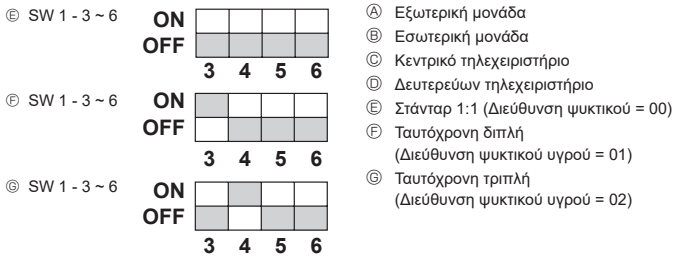 Ⓔ SW 1 - 3 ~ 6
ON
OFF
3 4 5 6
Ⓕ SW 1 - 3 ~ 6
ON
OFF
3 4 5 6
Ⓖ SW 1 - 3 ~ 6
ON
OFF
3 4 5 6
Ⓐ Εξωτερική μονάδα
Ⓑ Εσωτερική μονάδα
Ⓒ Κεντρικό τηλεχειριστήριο
Ⓓ Δευτερεύων τηλεχειριστήριο
Ⓔ Στάνταρ 1:1 (Διεύθυνση ψυκτικού = 00)
Ⓕ Ταυτόχρονη διπλή
(Διεύθυνση ψυκτικού υγρού = 01)
Ⓖ Ταυτόχρονη τριπλή
(Διεύθυνση ψυκτικού υγρού = 02)